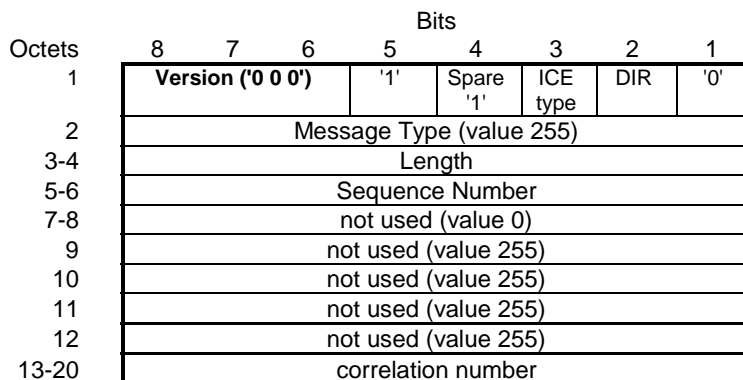 Bits
Octets 8 7 6 5 4 3 2 1
1 Version ('0 0 0') '1' Spare '1' ICE type DIR '0'
2 Message Type (value 255)
3-4 Length
5-6 Sequence Number
7-8 not used (value 0)
9 not used (value 255)
10 not used (value 255)
11 not used (value 255)
12 not used (value 255)
13-20 correlation number